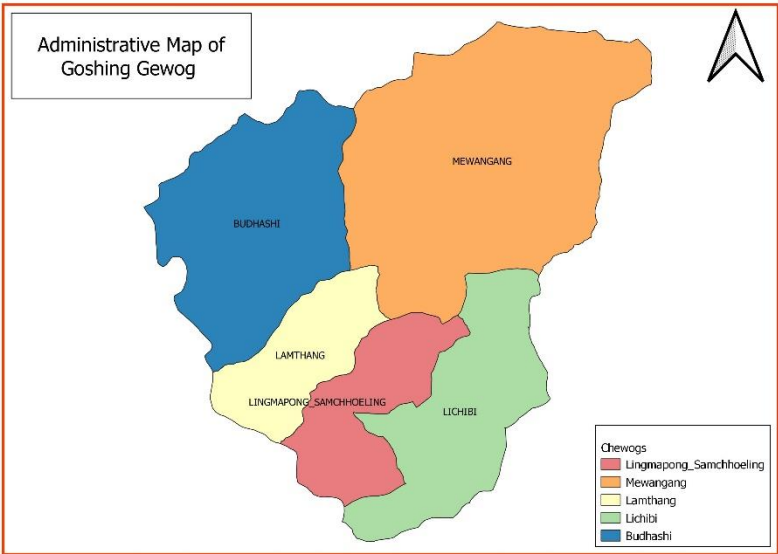 Administrative Map of
Goshing Gewog
MEWANGANG
BUDHASHI
LAMTHANG
LINGMAPONG_SAMCHHOELING
LICHIBI
Chewogs
Lingmapong_Samchhoeling
Mewangang
Lamthang
Lichibi
Budhashi